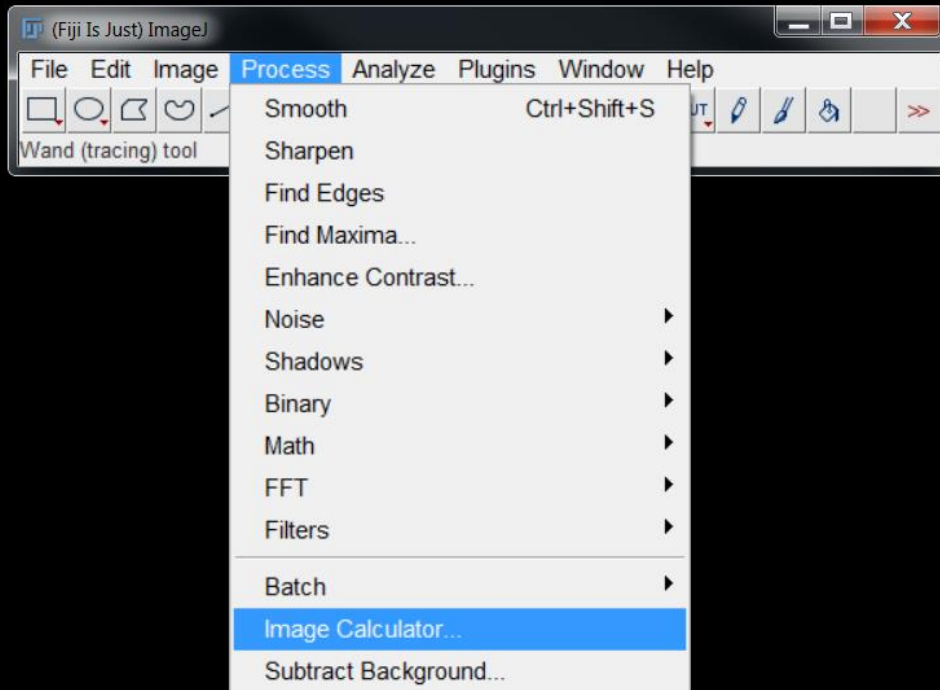 (Fiji Is Just) ImageJ
File Edit Image Process Analyze Plugins Window Help
UT
>>
Wand (tracing) tool
Smooth Ctrl+Shift+S
Sharpen
Find Edges
Find Maxima...
Enhance Contrast...
Noise
Shadows
Binary
Math
FFT
Filters
Batch
Image Calculator...
Subtract Background...